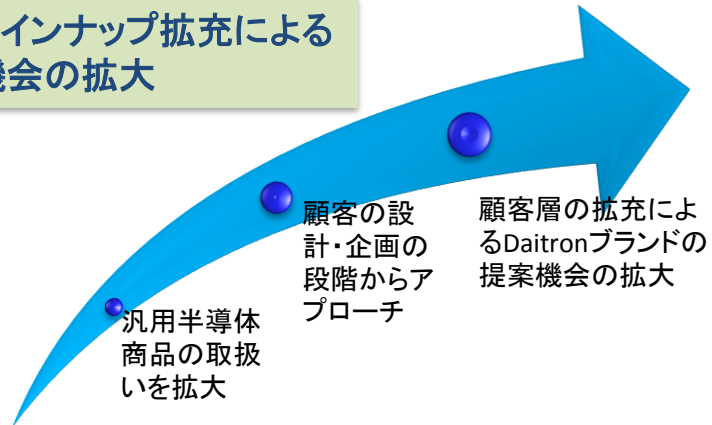 インナップ拡充による
会の拡大
顧客の設
計・企画の
段階からア
プローチ
顧客層の拡充によ
るDaitronブランドの
提案機会の拡大
汎用半導体
商品の取扱
いを拡大